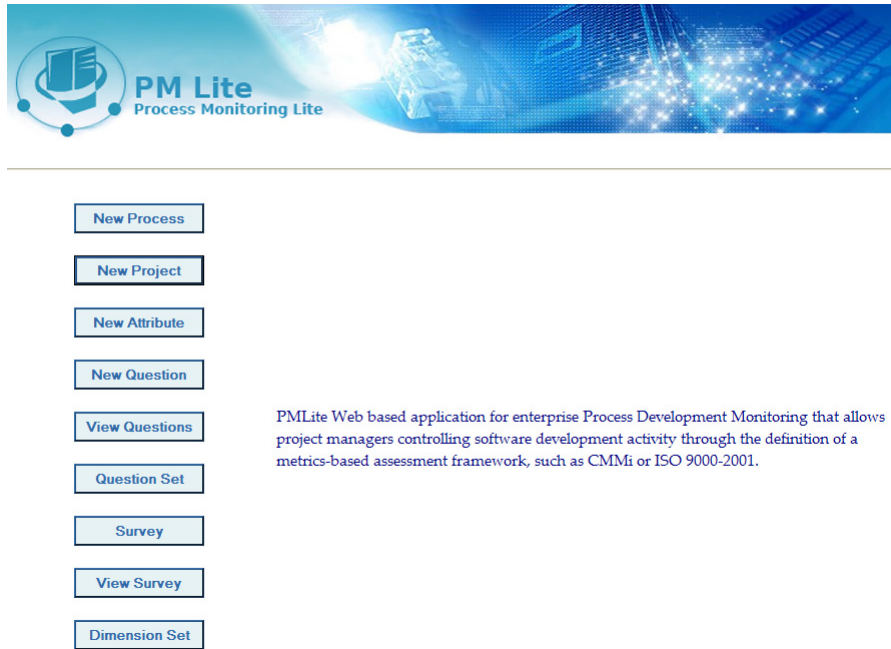 PM Lite
Process Monitoring Lite
New Process
New Project
New Attribute
New Question
View Questions
Question Set
Survey
View Survey
Dimension Set
PMLite Web based application for enterprise Process Development Monitoring that allows
project managers controlling software development activity through the definition of a
metrics-based assessment framework, such as CMMi or ISO 9000-2001.